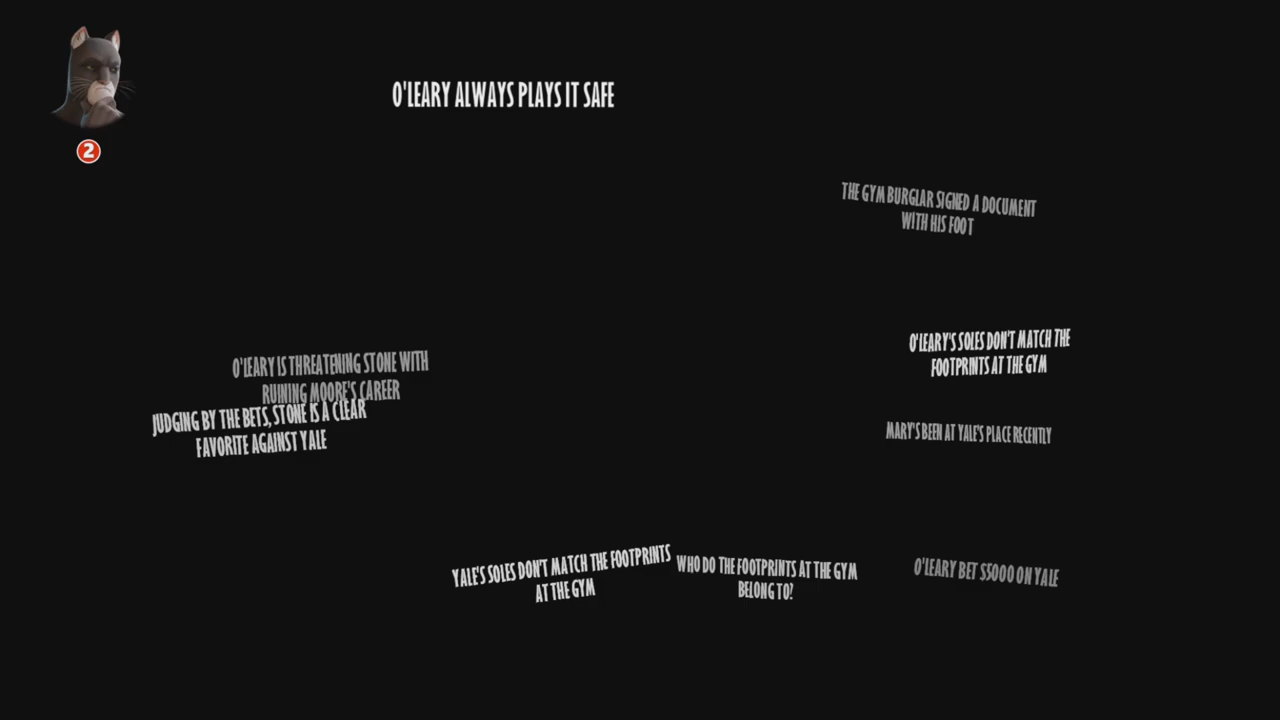 O'LEARY ALWAYS PLAYS IT SAFE
2
THE GYM BURGLAR SIGNED A DOCUMENT
WITH HIS FOOT
O'LEARY'S SOLES DON'T MATCH THE
FOOTPRINTS AT THE GYM
O'LEARY IS THREATENING STONE WITH
RUINING MOORE'S CAREER
JUDGING BY THE BETS, STONE IS A CLEAR
FAVORITE AGAINST YALE
MARY'S BEEN AT YALE'S PLACE RECENTLY
YALE'S SOLES DON'T MATCH THE FOOTPRINTS
AT THE GYM
WHO DO THE FOOTPRINTS AT THE GYM
BELONG TO?
O'LEARY BET $5000 ON YALE